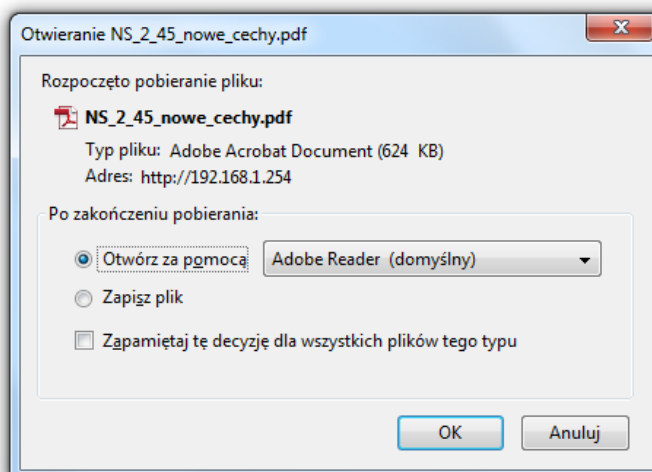 Otwieranie NS_2_45_nowe_cechy.pdf
Rozpoczęto pobieranie pliku:
NS_2_45_nowe_cechy.pdf
Typ pliku: Adobe Acrobat Document (624 KB)
Adres: http://192.168.1.254
Po zakończeniu pobierania:
Otwórz za pomocą Adobe Reader (domyślny)
Zapisz plik
Zapamiętaj tę decyzję dla wszystkich plików tego typu
OK Anuluj